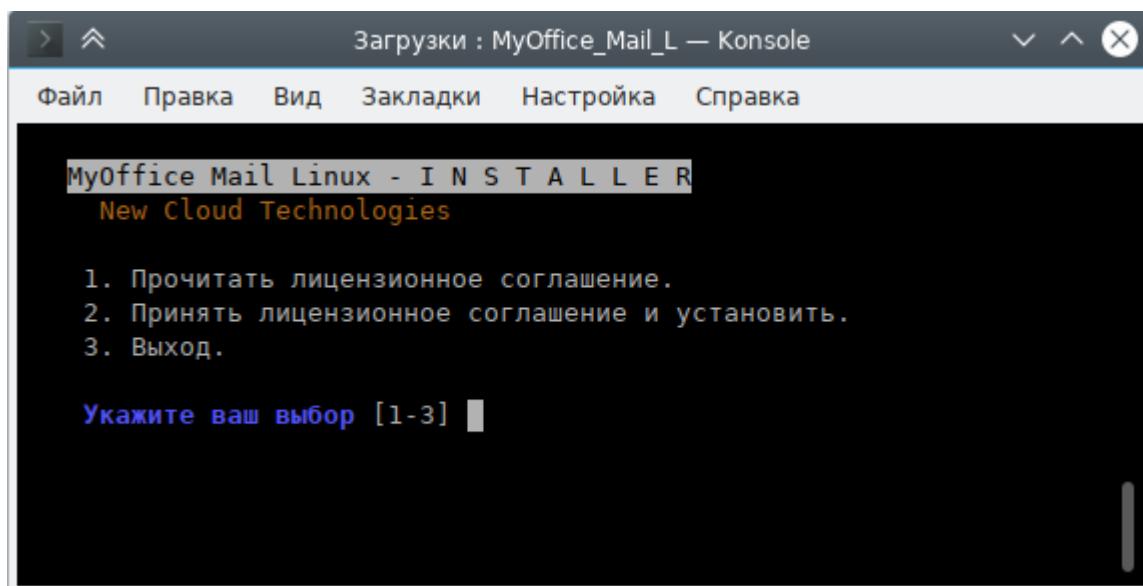 Загрузки : MyOffice_Mail_L — Konsole
Файл Правка Вид Закладки Настройка Справка
MyOffice Mail Linux - I N S T A L L E R
New Cloud Technologies
1. Прочитать лицензионное соглашение.
2. Принять лицензионное соглашение и установить.
3. Выход.
Укажите ваш выбор [1-3]